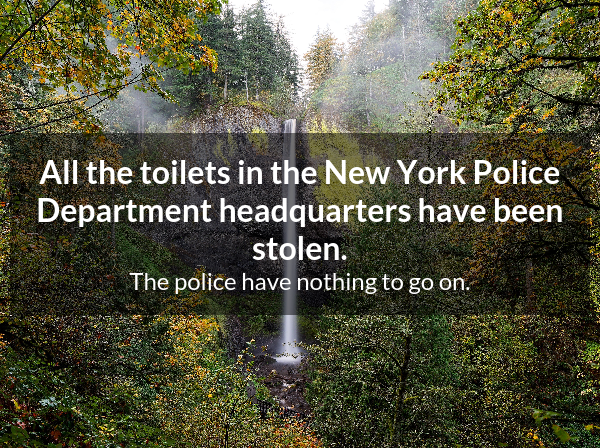 All the toilets in the New York Police
Department headquarters have been
stolen.
The police have nothing to go on.